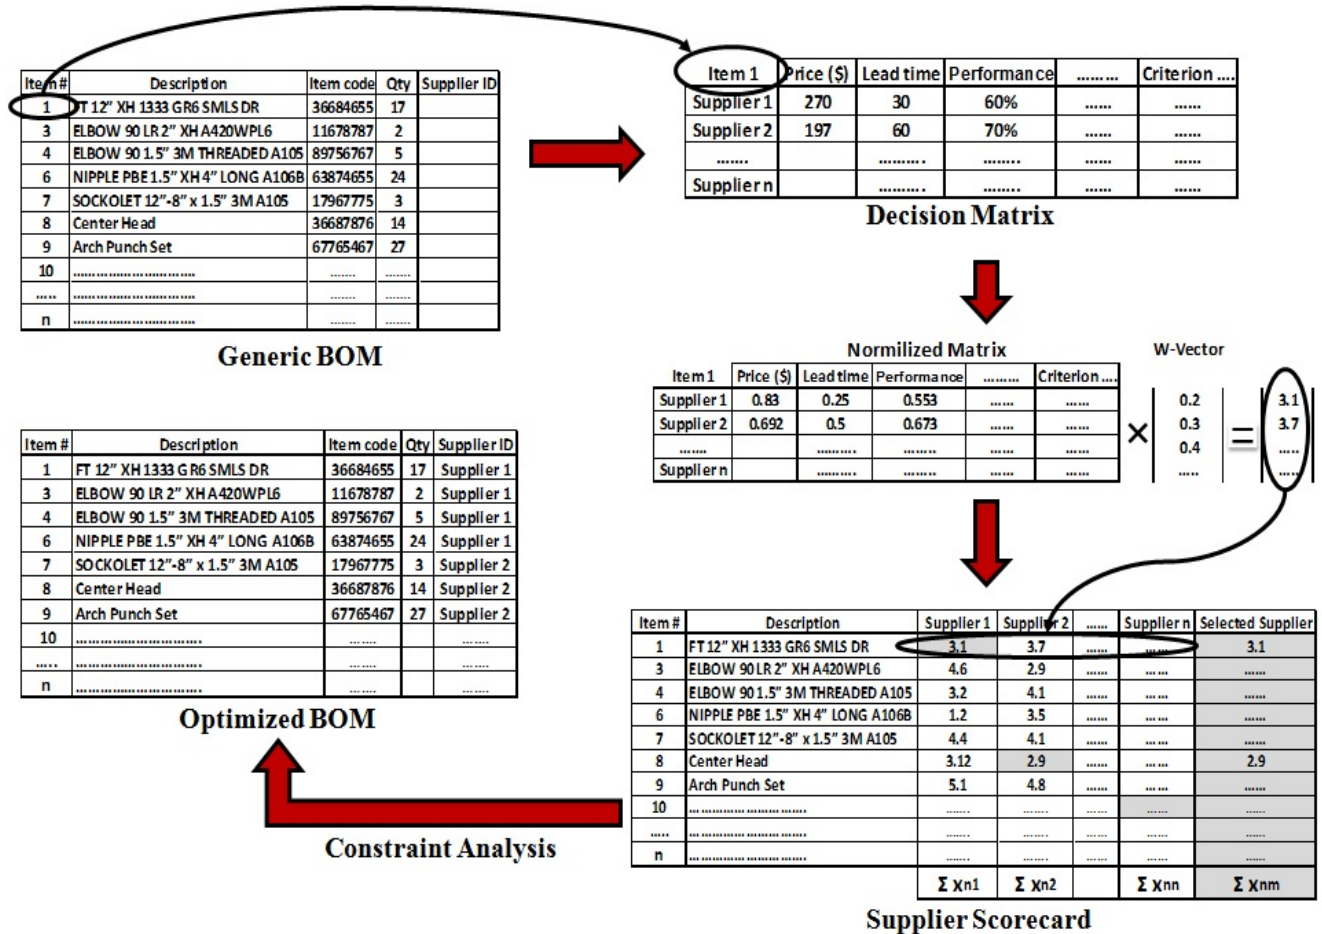 Item # Description Item code Qty Supplier ID
1 FT 12" XH 1333 GR6 SMLS DR 36684655 17
3 ELBOW 90 LR 2" XH A420WPL6 11678787 2
4 ELBOW 90 1.5" 3M THREADED A105 89756767 5
6 NIPPLE PBE 1.5" XH 4" LONG A106B 63874655 24
7 SOCKOLET 12"-8" x 1.5" 3M A105 17967775 3
8 Center Head 36687876 14
9 Arch Punch Set 67765467 27
10 ............................ ....... .......
..... ............................ ....... .......
n ............................ ....... .......
Generic BOM
Item 1 Price ($) Lead time Performance ......... Criterion ....
Supplier 1 270 30 60% ...... ......
Supplier 2 197 60 70% ...... ......
....... .......... ........ ...... ......
Supplier n .......... ........ ...... ......
Decision Matrix
Normilized Matrix W-Vector
Item 1 Price ($) Lead time Performance ......... Criterion ....
Supplier 1 0.83 0.25 0.553 ...... ...... 0.2 3.1
Supplier 2 0.692 0.5 0.673 ...... ...... × 0.3 = 3.7
....... .......... ........ ...... ...... 0.4 .....
Supplier n .......... ........ ...... ...... ..... .....
Item # Description Item code Qty Supplier ID
1 FT 12" XH 1333 GR6 SMLS DR 36684655 17 Supplier 1
3 ELBOW 90 LR 2" XH A420WPL6 11678787 2 Supplier 1
4 ELBOW 90 1.5" 3M THREADED A105 89756767 5 Supplier 1
6 NIPPLE PBE 1.5" XH 4" LONG A106B 63874655 24 Supplier 1
7 SOCKOLET 12"-8" x 1.5" 3M A105 17967775 3 Supplier 2
8 Center Head 36687876 14 Supplier 2
9 Arch Punch Set 67765467 27 Supplier 2
10 ............................ ....... .......
..... ............................ ....... .......
n ............................ ....... .......
Optimized BOM
Constraint Analysis
Item # Description Supplier 1 Supplier 2 ...... Supplier n Selected Supplier
1 FT 12" XH 1333 GR6 SMLS DR 3.1 3.7 ...... ...... 3.1
3 ELBOW 90 LR 2" XH A420WPL6 4.6 2.9 ...... ...... ......
4 ELBOW 90 1.5" 3M THREADED A105 3.2 4.1 ...... ...... ......
6 NIPPLE PBE 1.5" XH 4" LONG A106B 1.2 3.5 ...... ...... ......
7 SOCKOLET 12"-8" x 1.5" 3M A105 4.4 4.1 ...... ...... ......
8 Center Head 3.12 2.9 ...... ...... 2.9
9 Arch Punch Set 5.1 4.8 ...... ...... ......
10 ............................ ....... ....... ...... ...... ......
..... ............................ ....... ....... ...... ...... ......
n ............................ ....... ....... ...... ...... ......
Σ Xn1 Σ Xn2 Σ Xnn Σ Xnm
Supplier Scorecard